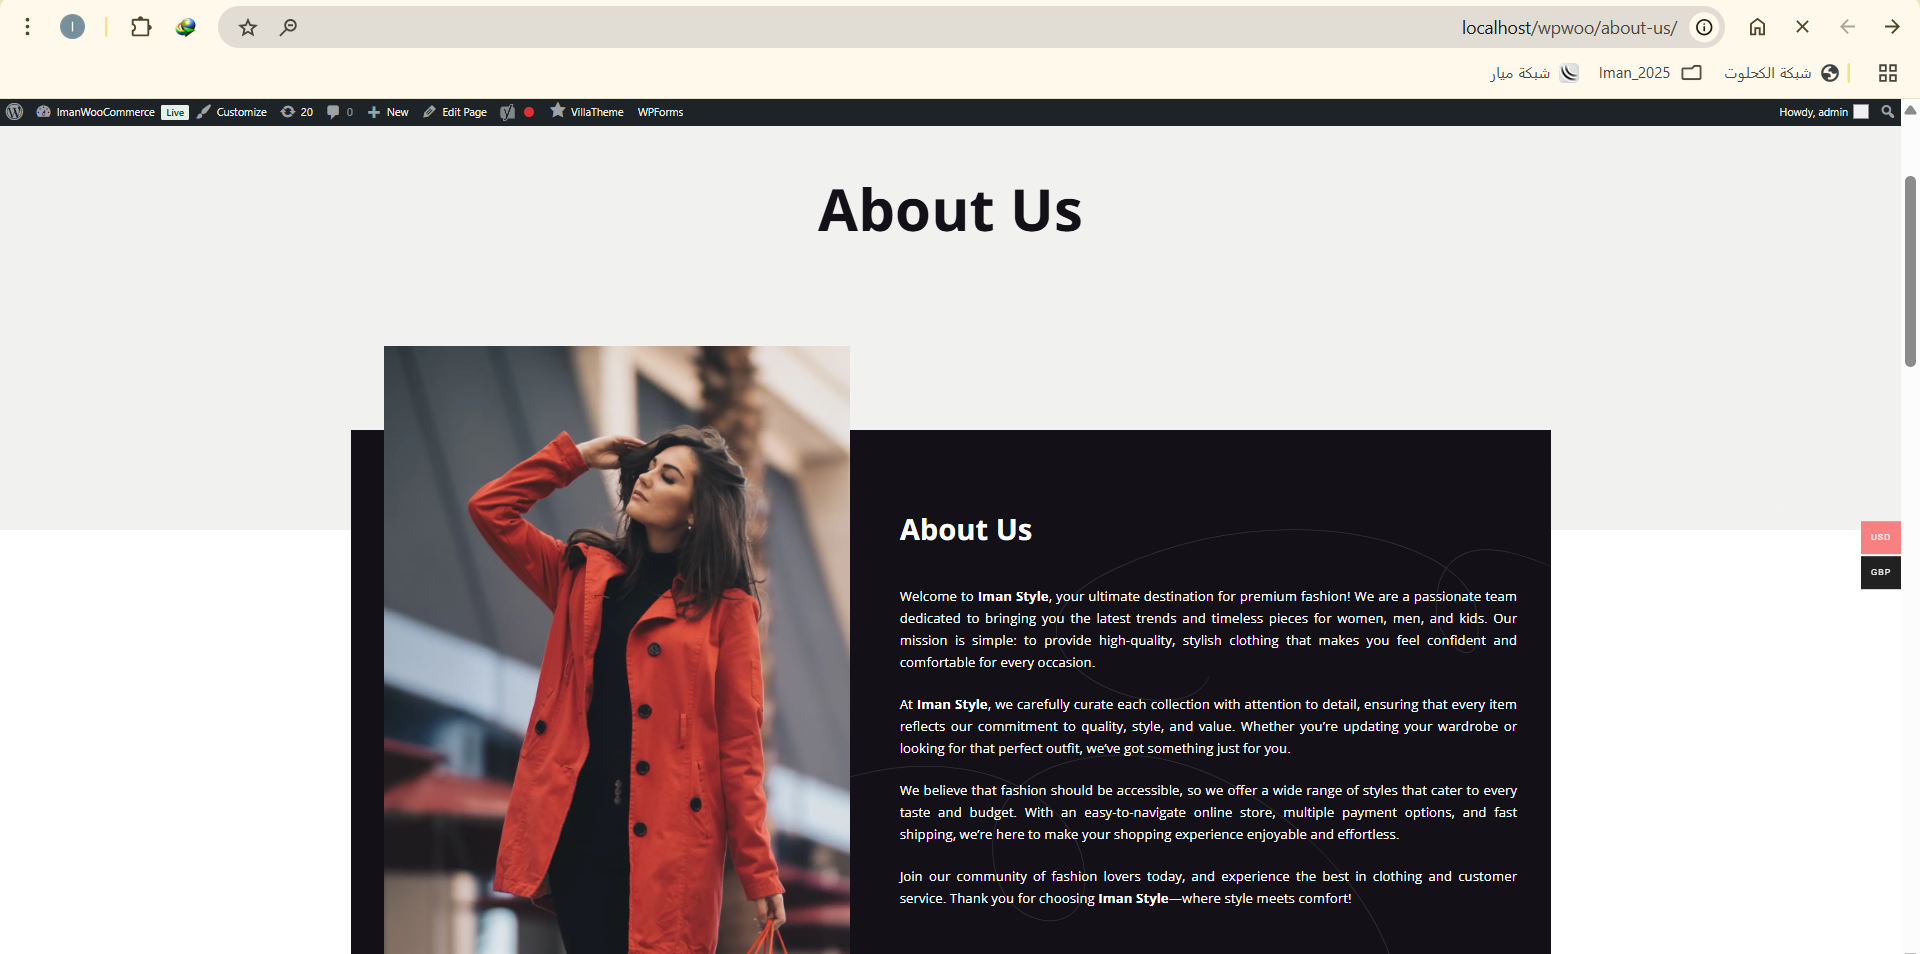 localhost/wpwoo/about-us/
شبكة الكحلوت
Iman_2025
شبكة ميار
ImanWooCommerce Live Customize 20 0 New Edit Page VillaTheme WPForms Howdy, admin
About Us
About Us
Welcome to Iman Style, your ultimate destination for premium fashion! We are a passionate team
dedicated to bringing you the latest trends and timeless pieces for women, men, and kids. Our
mission is simple: to provide high-quality, stylish clothing that makes you feel confident and
comfortable for every occasion.
At Iman Style, we carefully curate each collection with attention to detail, ensuring that every item
reflects our commitment to quality, style, and value. Whether you’re updating your wardrobe or
looking for that perfect outfit, we’ve got something just for you.
We believe that fashion should be accessible, so we offer a wide range of styles that cater to every
taste and budget. With an easy-to-navigate online store, multiple payment options, and fast
shipping, we’re here to make your shopping experience enjoyable and effortless.
Join our community of fashion lovers today, and experience the best in clothing and customer
service. Thank you for choosing Iman Style—where style meets comfort!
USD
GBP